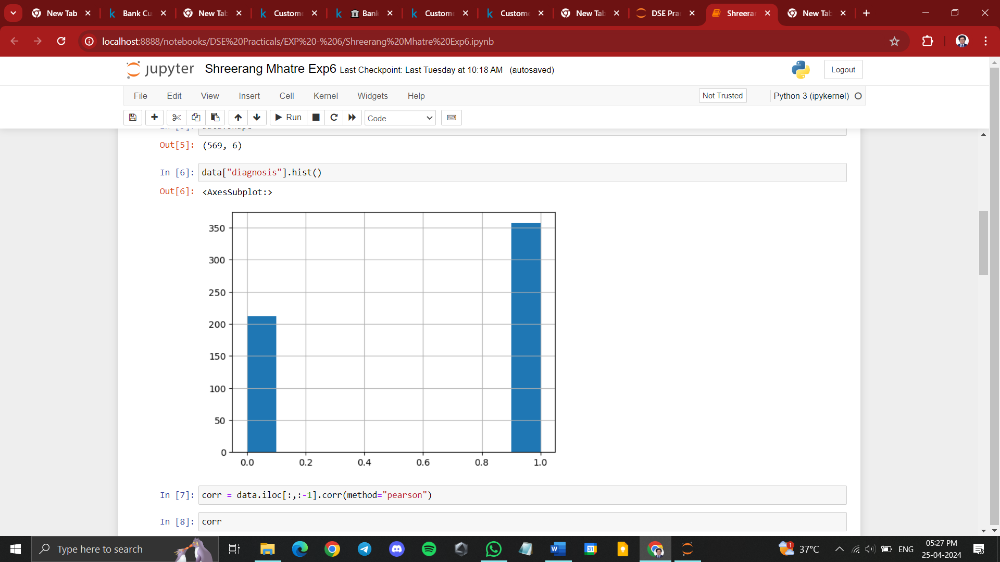 New Tab
Bank Cu
New Tab
Custome
Bank
Custome
Custome
New Tab
DSE Prac
Shreerar
New Tab
localhost:8888/notebooks/DSE%20Practicals/EXP%20-%206/Shreerang%20Mhatre%20Exp6.ipynb
jupyter Shreerang Mhatre Exp6 Last Checkpoint: Last Tuesday at 10:18 AM (autosaved)
Logout
File Edit View Insert Cell Kernel Widgets Help
Not Trusted
Python 3 (ipykernel)
Run
Code
Out[5]: (569, 6)
In [6]: data["diagnosis"].hist()
Out[6]: <AxesSubplot:>
350
300
250
200
150
100
50
0
0.0 0.2 0.4 0.6 0.8 1.0
In [7]: corr = data.iloc[:,:-1].corr(method="pearson")
In [8]: corr
Type here to search
1
37°C
ENG
05:27 PM
25-04-2024